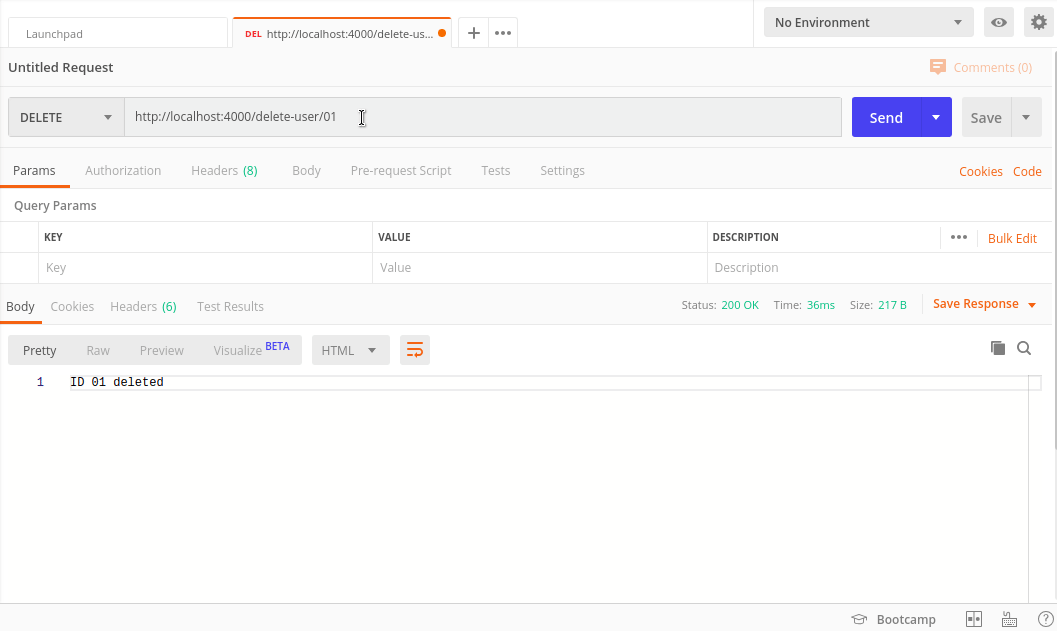 Launchpad
DEL http://localhost:4000/delete-us...
No Environment
Untitled Request
Comments (0)
DELETE http://localhost:4000/delete-user/01 Send Save
Params Authorization Headers (8) Body Pre-request Script Tests Settings Cookies Code
Query Params
KEY VALUE DESCRIPTION Bulk Edit
Key Value Description
Body Cookies Headers (6) Test Results Status: 200 OK Time: 36ms Size: 217 B Save Response
Pretty Raw Preview Visualize BETA HTML
1 ID 01 deleted
Bootcamp